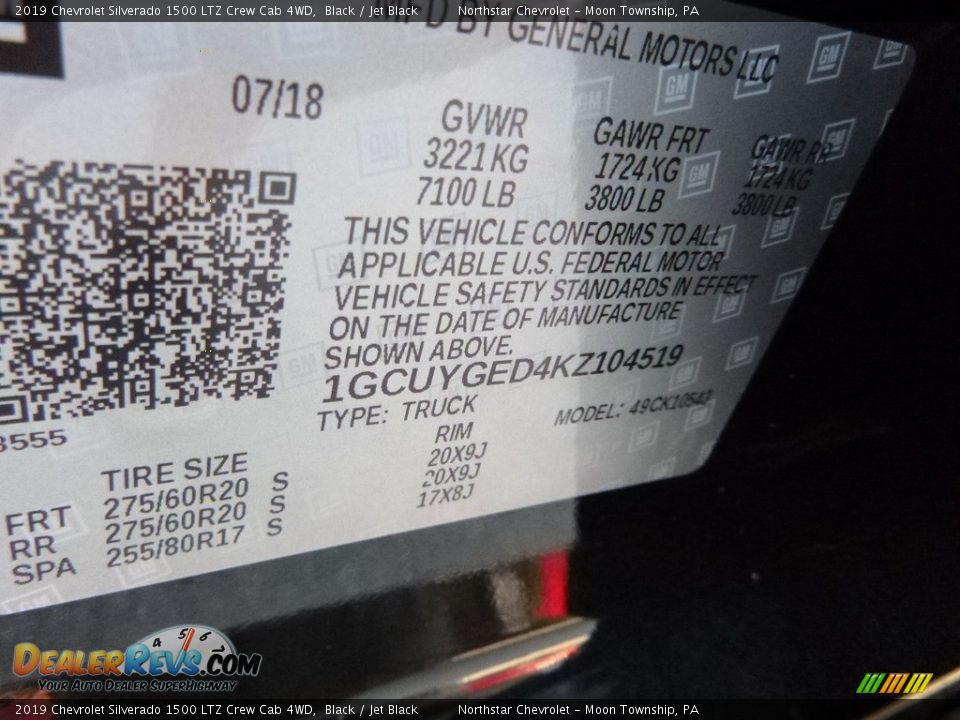 2019 Chevrolet Silverado 1500 LTZ Crew Cab 4WD, Black / Jet Black Northstar Chevrolet - Moon Township, PA
MFD BY GENERAL MOTORS LLC
07/18
GVWR GAWR FRT GAWR RR
3221 KG 1724 KG 1724 KG
7100 LB 3800 LB 3800 LB
THIS VEHICLE CONFORMS TO ALL
APPLICABLE U.S. FEDERAL MOTOR
VEHICLE SAFETY STANDARDS IN EFFECT
ON THE DATE OF MANUFACTURE
SHOWN ABOVE.
1GCUYGED4KZ104519
TYPE: TRUCK MODEL: 49CK10543
3555
TIRE SIZE RIM
FRT 275/60R20 S 20X9J
RR 275/60R20 S 20X9J
SPA 255/80R17 S 17X8J
GM
4 5 6
DEALERREVS.COM
YOUR AUTO DEALER SUPERHIGHWAY
2019 Chevrolet Silverado 1500 LTZ Crew Cab 4WD, Black / Jet Black Northstar Chevrolet - Moon Township, PA